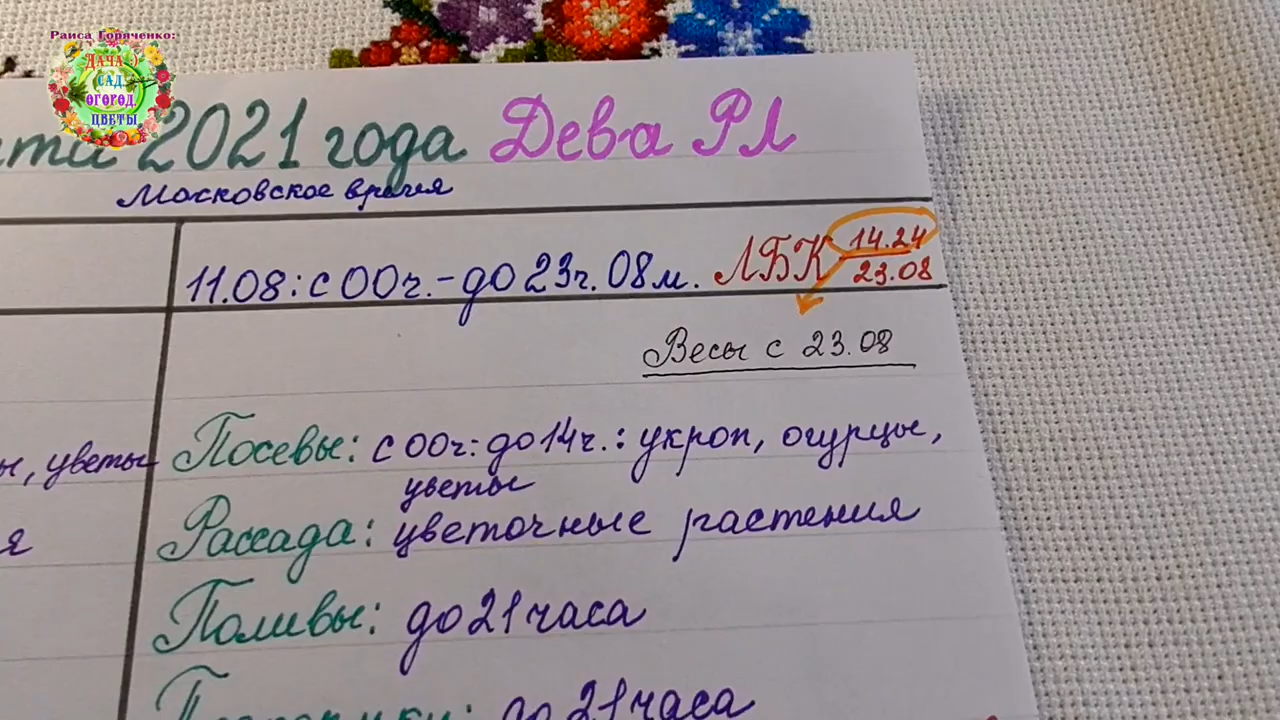 Раиса Горяченко:
ДАЧА :)
САД,
ОГОРОД,
ЦВЕТЫ
2021 года Дева РЛ
Московское время
11.08: с 00ч. - до 23ч. 08м. ЛБК 14.24
23.08
Весы с 23.08
Посевы: с 00ч: до 14ч.: укроп, огурцы,
цветы
цветы
Рассада: цветочные растения
я
Поливы: до 21 часа
до 21 часа